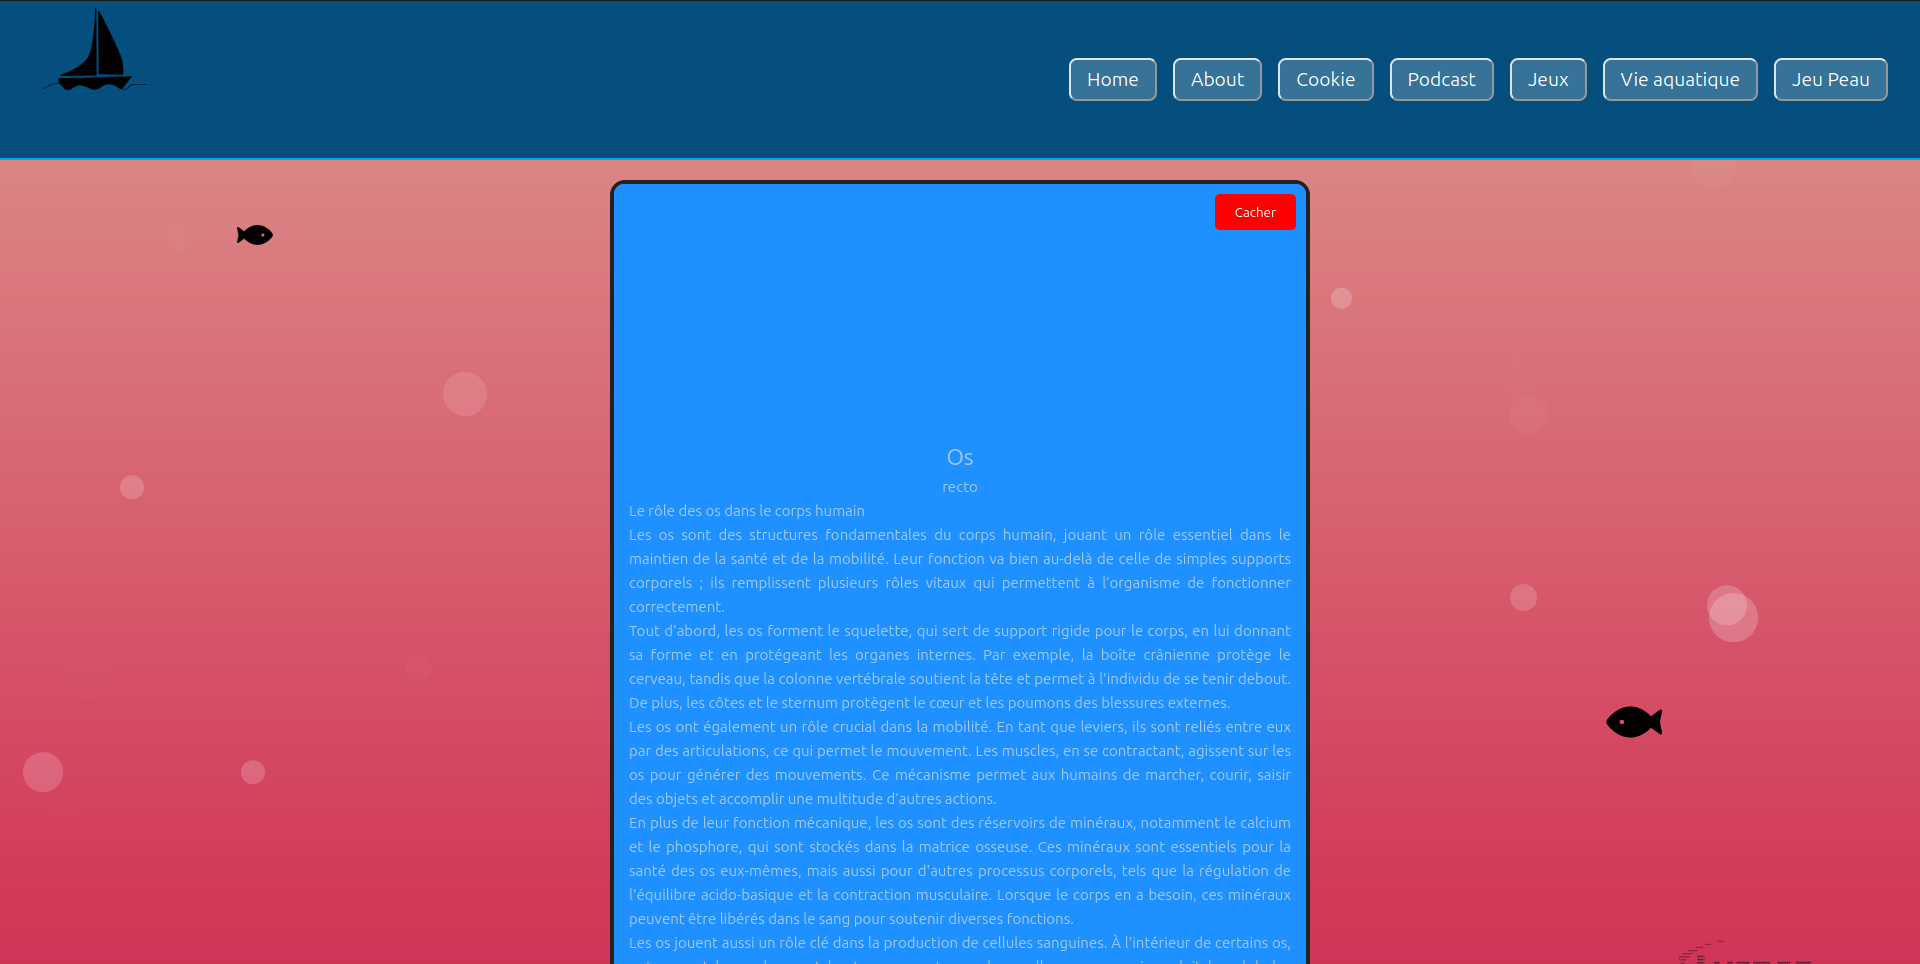 Home
About
Cookie
Podcast
Jeux
Vie aquatique
Jeu Peau
Cacher
Os
recto
Le rôle des os dans le corps humain
Les os sont des structures fondamentales du corps humain, jouant un rôle essentiel dans le
maintien de la santé et de la mobilité. Leur fonction va bien au-delà de celle de simples supports
corporels ; ils remplissent plusieurs rôles vitaux qui permettent à l'organisme de fonctionner
correctement.
Tout d'abord, les os forment le squelette, qui sert de support rigide pour le corps, en lui donnant
sa forme et en protégeant les organes internes. Par exemple, la boîte crânienne protège le
cerveau, tandis que la colonne vertébrale soutient la tête et permet à l'individu de se tenir debout.
De plus, les côtes et le sternum protègent le cœur et les poumons des blessures externes.
Les os ont également un rôle crucial dans la mobilité. En tant que leviers, ils sont reliés entre eux
par des articulations, ce qui permet le mouvement. Les muscles, en se contractant, agissent sur les
os pour générer des mouvements. Ce mécanisme permet aux humains de marcher, courir, saisir
des objets et accomplir une multitude d'autres actions.
En plus de leur fonction mécanique, les os sont des réservoirs de minéraux, notamment le calcium
et le phosphore, qui sont stockés dans la matrice osseuse. Ces minéraux sont essentiels pour la
santé des os eux-mêmes, mais aussi pour d'autres processus corporels, tels que la régulation de
l'équilibre acido-basique et la contraction musculaire. Lorsque le corps en a besoin, ces minéraux
peuvent être libérés dans le sang pour soutenir diverses fonctions.
Les os jouent aussi un rôle clé dans la production de cellules sanguines. À l'intérieur de certains os,